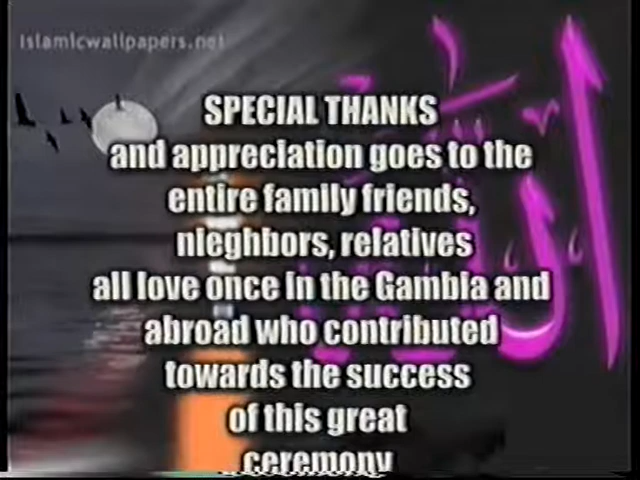 islamicwallpapers.net
SPECIAL THANKS
and appreciation goes to the
entire family friends,
nieghbors, relatives
all love once in the Gambia and
abroad who contributed
towards the success
of this great
ceremony
الله